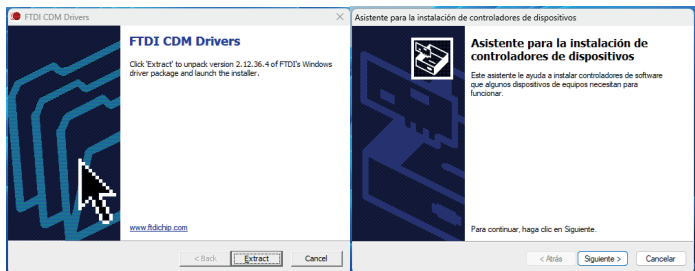 FTDI CDM Drivers
FTDI CDM Drivers
Click 'Extract' to unpack version 2.12.36.4 of FTDI's Windows
driver package and launch the installer.
www.ftdichip.com
< Back
Extract
Cancel
Asistente para la instalación de controladores de dispositivos
Asistente para la instalación de
controladores de dispositivos
Este asistente le ayuda a instalar controladores de software
que algunos dispositivos de equipos necesitan para
funcionar.
Para continuar, haga clic en Siguiente.
< Atrás
Siguiente >
Cancelar